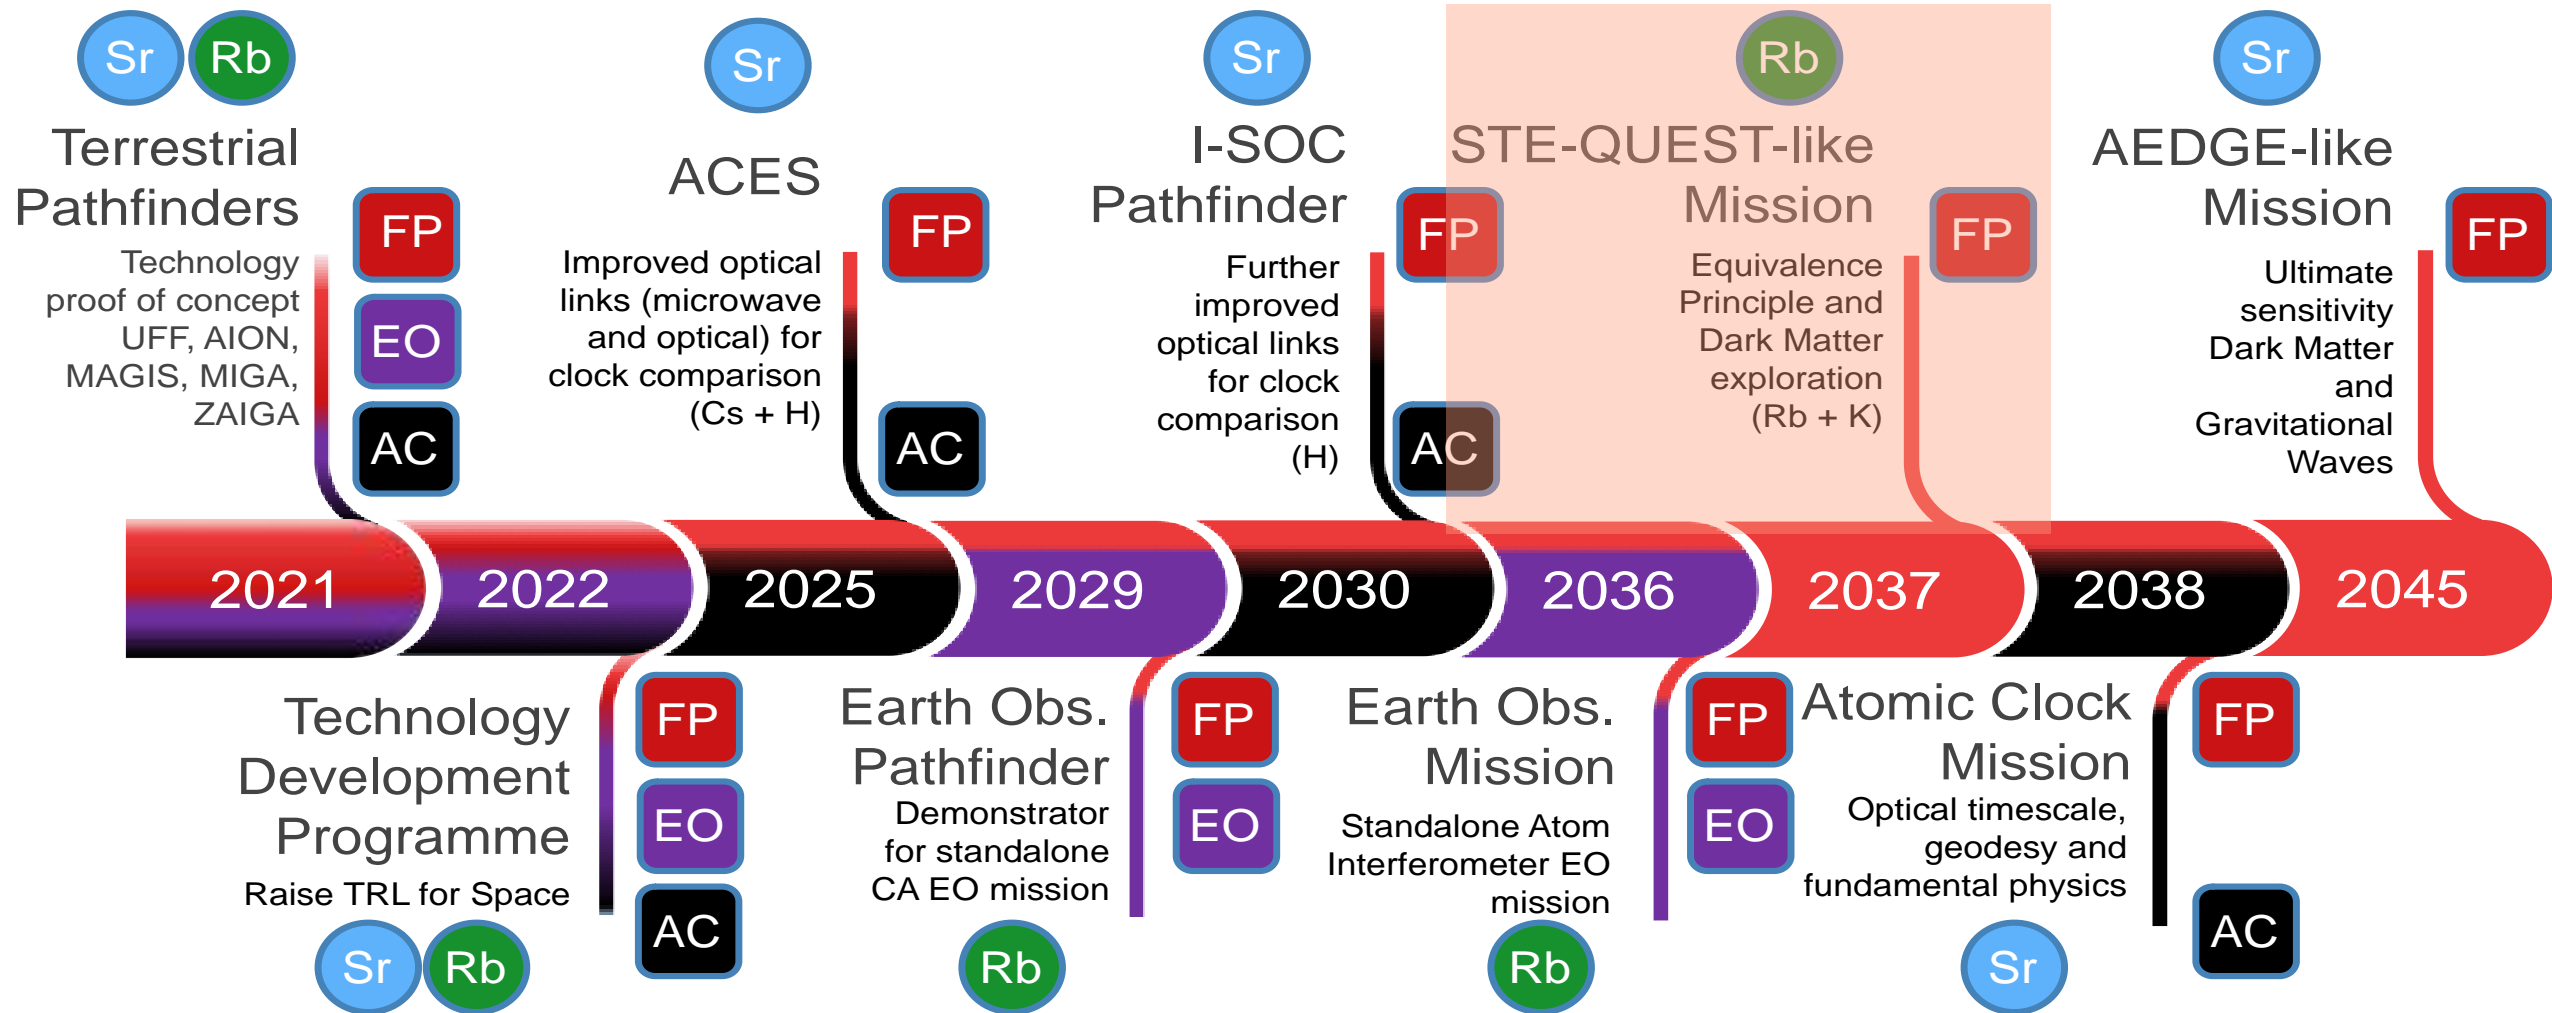 Sr Rb
Terrestrial
Pathfinders
Technology
proof of concept
UFF, AION,
MAGIS, MIGA,
ZAIGA
FP
EO
AC
Sr
ACES
Improved optical
links (microwave
and optical) for
clock comparison
(Cs + H)
FP
AC
Sr
I-SOC
Pathfinder
Further
improved
optical links
for clock
comparison
(H)
FP
AC
Rb
STE-QUEST-like
Mission
Equivalence
Principle and
Dark Matter
exploration
(Rb + K)
FP
Sr
AEDGE-like
Mission
Ultimate
sensitivity
Dark Matter
and
Gravitational
Waves
FP
2021 2022 2025 2029 2030 2036 2037 2038 2045
Technology
Development
Programme
Raise TRL for Space
Sr Rb
FP
EO
AC
Earth Obs.
Pathfinder
Demonstrator
for standalone
CA EO mission
Rb
FP
EO
Earth Obs.
Mission
Standalone Atom
Interferometer EO
mission
Rb
FP
EO
Atomic Clock
Mission
Optical timescale,
geodesy and
fundamental physics
Sr
FP
AC